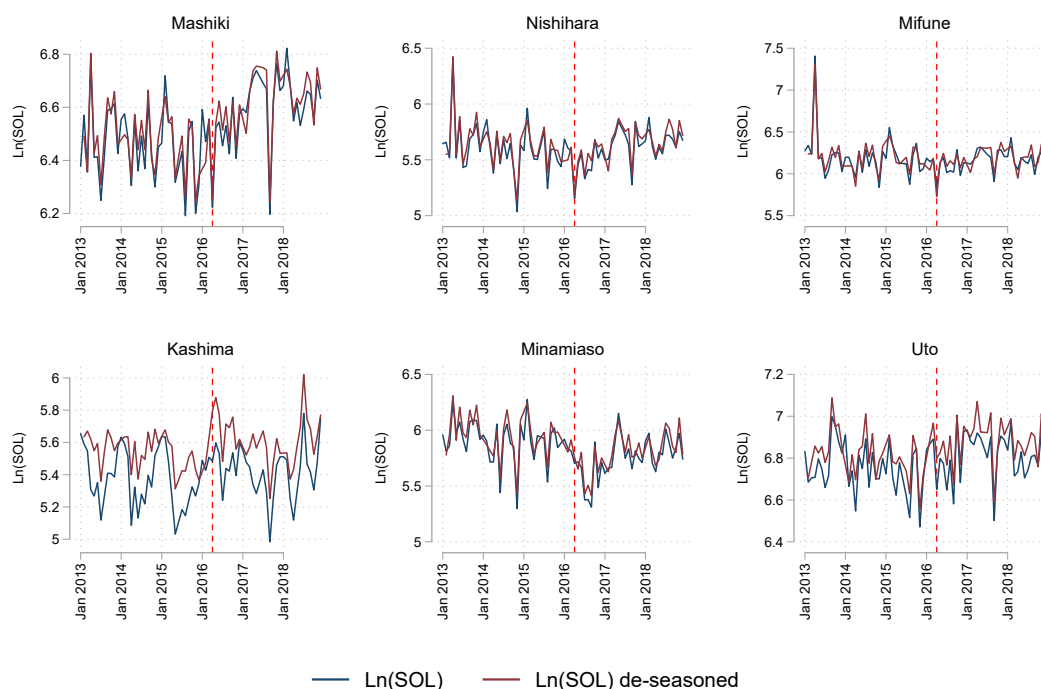 Mashiki
Ln(SOL)
6.8
6.6
6.4
6.2
Jan 2013
Jan 2014
Jan 2015
Jan 2016
Jan 2017
Jan 2018
Nishihara
Ln(SOL)
6.5
6
5.5
5
Jan 2013
Jan 2014
Jan 2015
Jan 2016
Jan 2017
Jan 2018
Mifune
Ln(SOL)
7.5
7
6.5
6
5.5
Jan 2013
Jan 2014
Jan 2015
Jan 2016
Jan 2017
Jan 2018
Kashima
Ln(SOL)
6
5.8
5.6
5.4
5.2
5
Jan 2013
Jan 2014
Jan 2015
Jan 2016
Jan 2017
Jan 2018
Minamiaso
Ln(SOL)
6.5
6
5.5
5
Jan 2013
Jan 2014
Jan 2015
Jan 2016
Jan 2017
Jan 2018
Uto
Ln(SOL)
7.2
7
6.8
6.6
6.4
Jan 2013
Jan 2014
Jan 2015
Jan 2016
Jan 2017
Jan 2018
Ln(SOL) Ln(SOL) de-seasoned